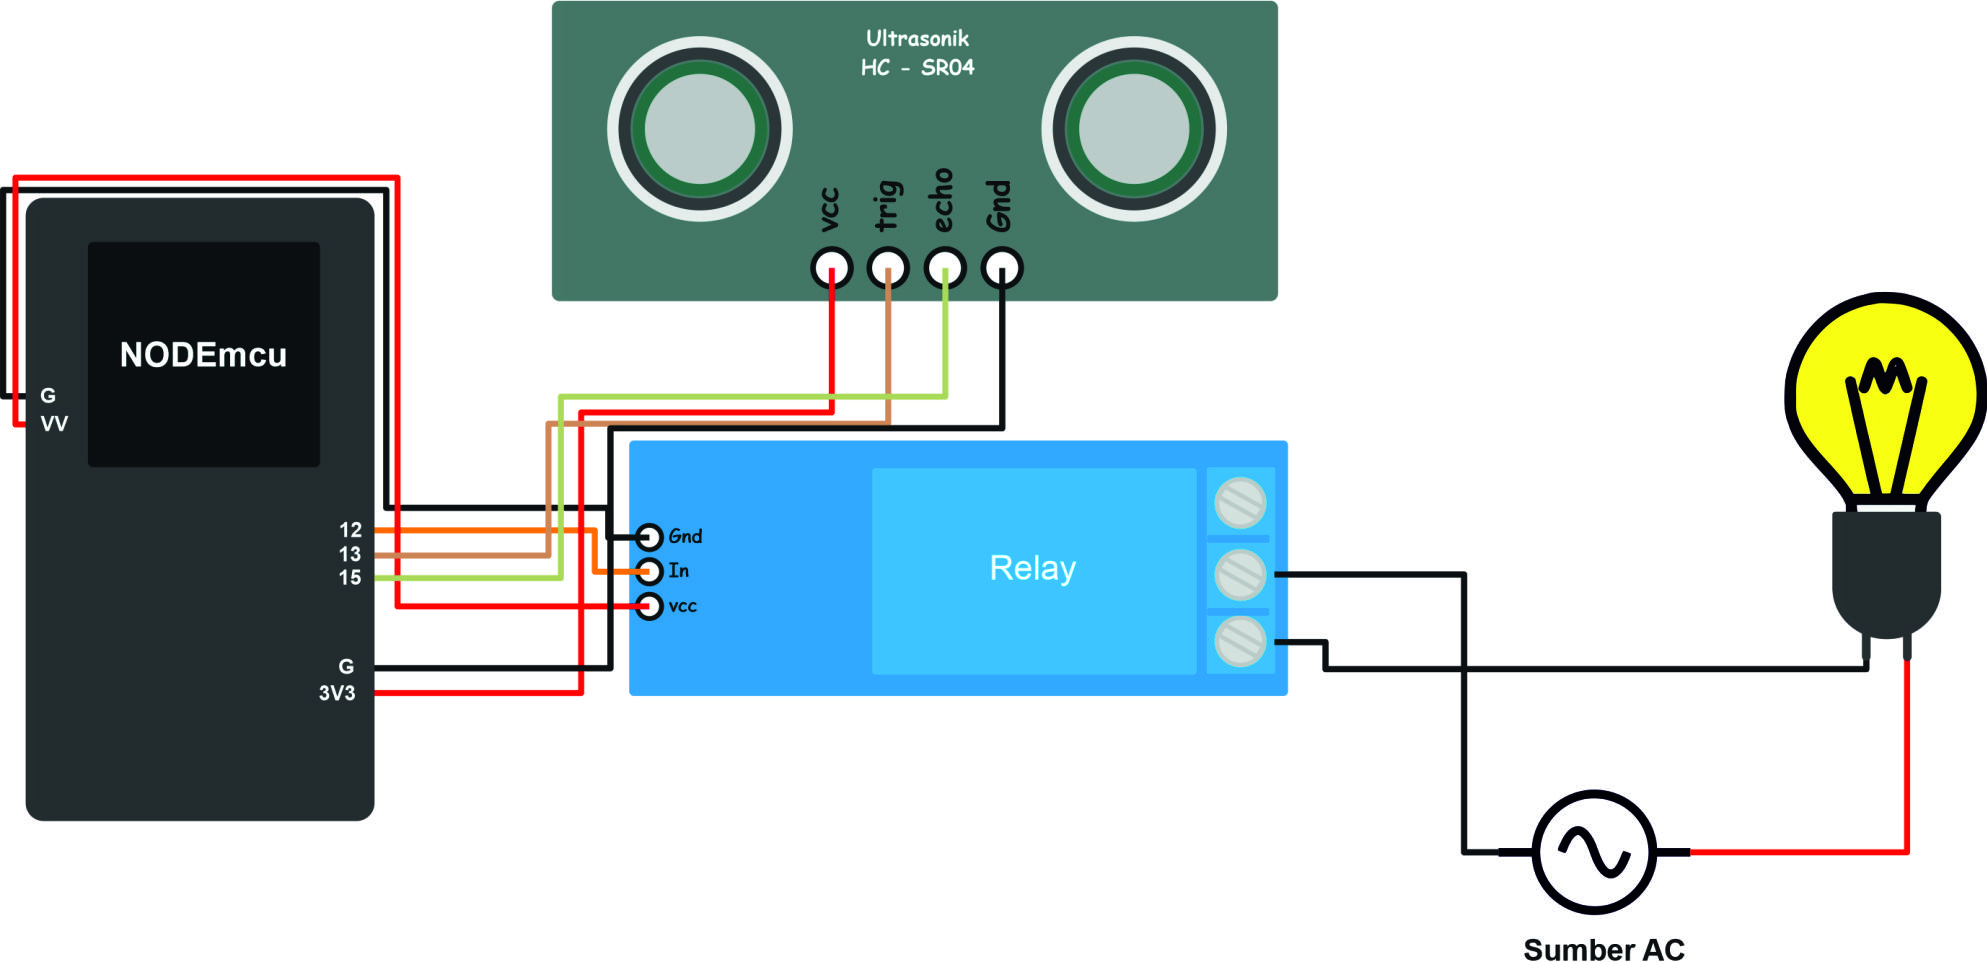 Ultrasonik
HC - SR04
vcc
trig
echo
Gnd
NODEmcu
G
VV
12
13
15
G
3V3
Gnd
In
vcc
Relay
Sumber AC